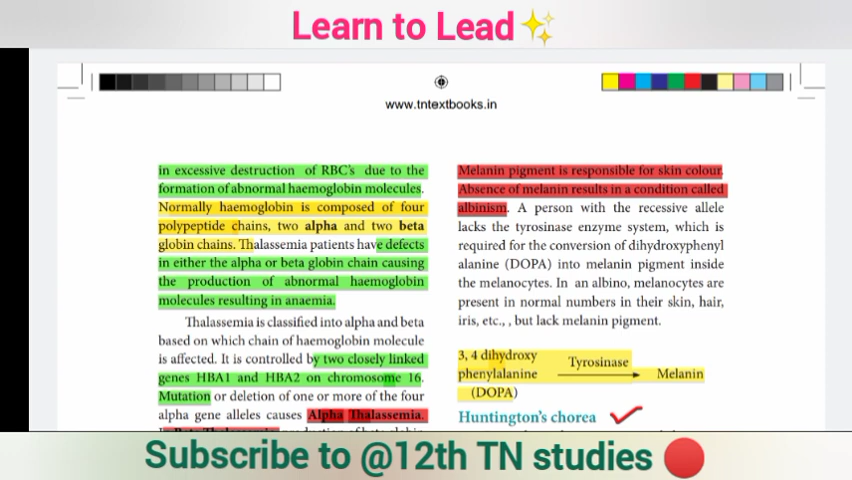 Learn to Lead
www.tntextbooks.in
in excessive destruction of RBC's due to the
formation of abnormal haemoglobin molecules.
Normally haemoglobin is composed of four
polypeptide chains, two alpha and two beta
globin chains. Thalassemia patients have defects
in either the alpha or beta globin chain causing
the production of abnormal haemoglobin
molecules resulting in anaemia.
Thalassemia is classified into alpha and beta
based on which chain of haemoglobin molecule
is affected. It is controlled by two closely linked
genes HBA1 and HBA2 on chromosome 16.
Mutation or deletion of one or more of the four
alpha gene alleles causes Alpha Thalassemia.
Melanin pigment is responsible for skin colour.
Absence of melanin results in a condition called
albinism. A person with the recessive allele
lacks the tyrosinase enzyme system, which is
required for the conversion of dihydroxyphenyl
alanine (DOPA) into melanin pigment inside
the melanocytes. In an albino, melanocytes are
present in normal numbers in their skin, hair,
iris, etc., , but lack melanin pigment.
3, 4 dihydroxy
phenylalanine
(DOPA)
Tyrosinase
Melanin
Huntington's chorea
Subscribe to @12th TN studies